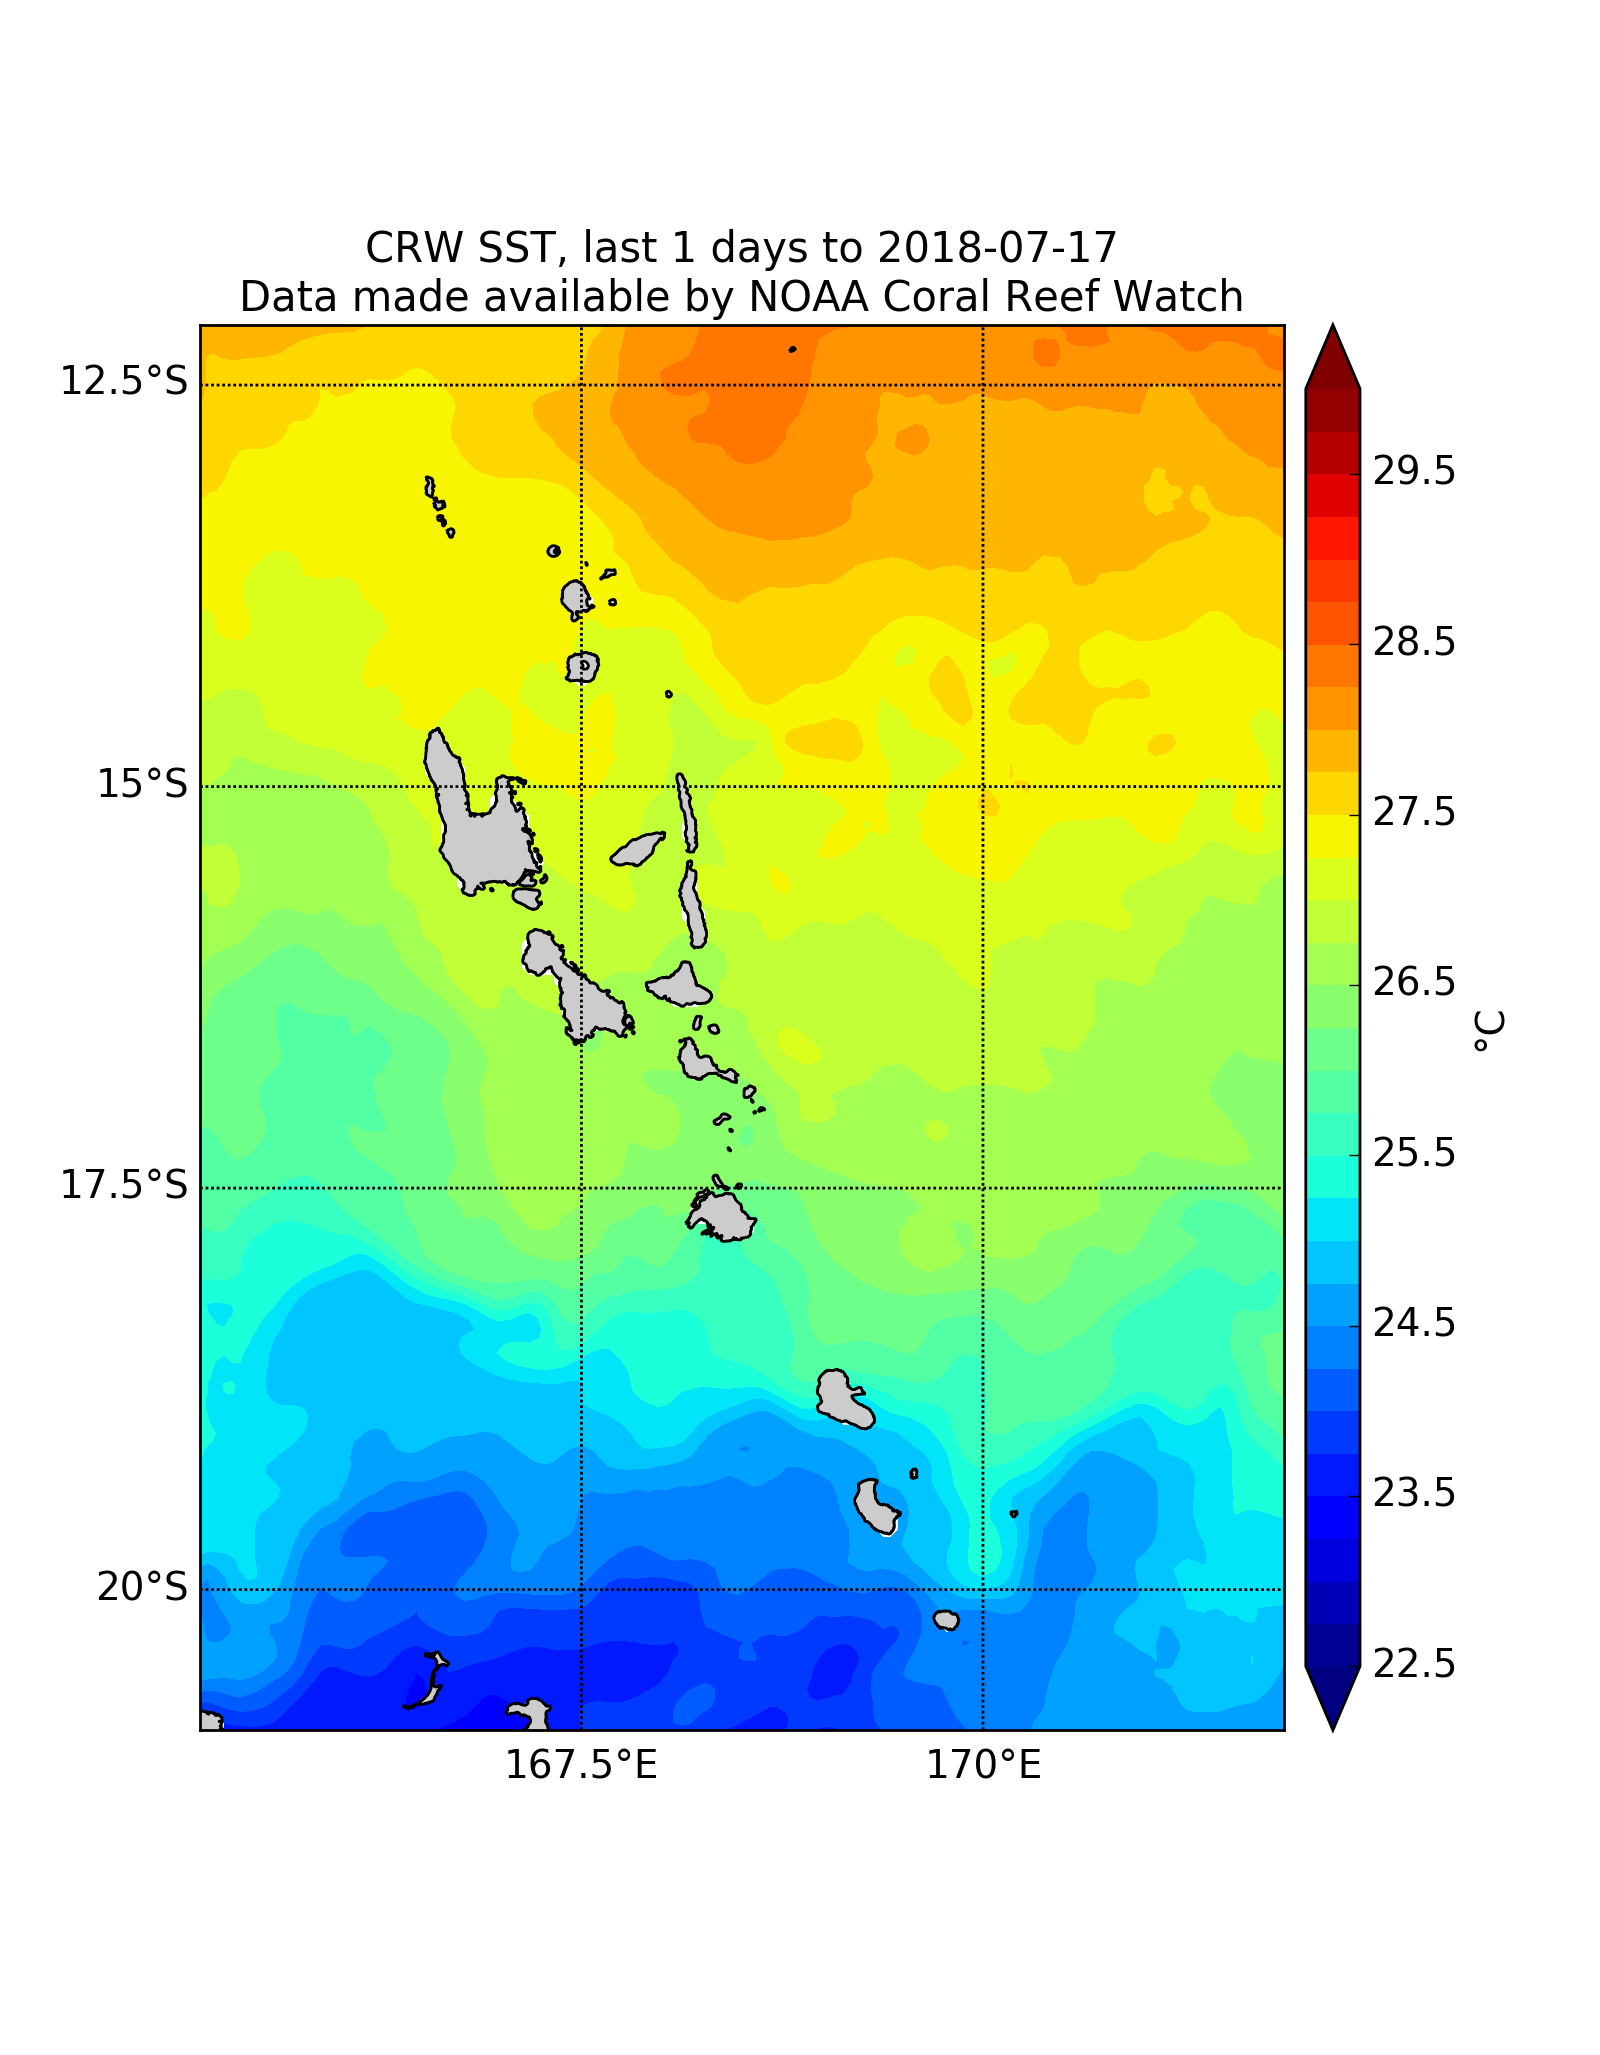 CRW SST, last 1 days to 2018-07-17
Data made available by NOAA Coral Reef Watch
12.5°S
15°S
17.5°S
20°S
167.5°E
170°E
29.5
28.5
27.5
26.5
25.5
24.5
23.5
22.5
°C